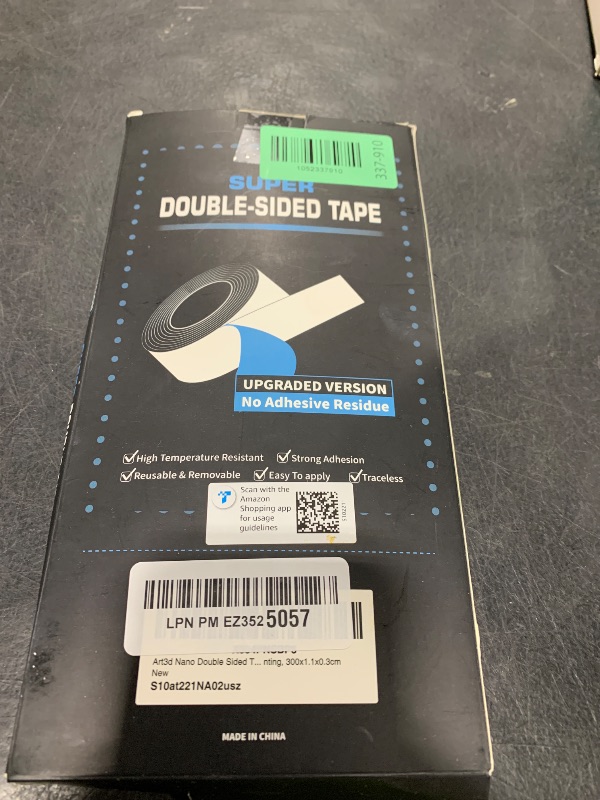 1052337910
337-910
SUPER
DOUBLE-SIDED TAPE
UPGRADED VERSION
No Adhesive Residue
High Temperature Resistant Strong Adhesion
Reusable & Removable Easy To apply Traceless
Scan with the
Amazon
Shopping app
for usage
guidelines
LPN PM EZ352 5057
Art3d Nano Double Sided T... nting, 300x1.1x0.3cm
New
S10at221NA02usz
MADE IN CHINA